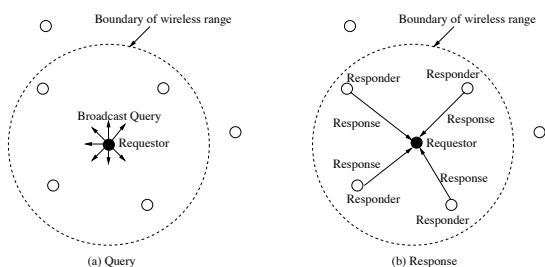 Boundary of wireless range
Broadcast Query
Requestor
(a) Query
Boundary of wireless range
Responder
Responder
Response
Response
Requestor
Response
Response
Responder
Responder
(b) Response